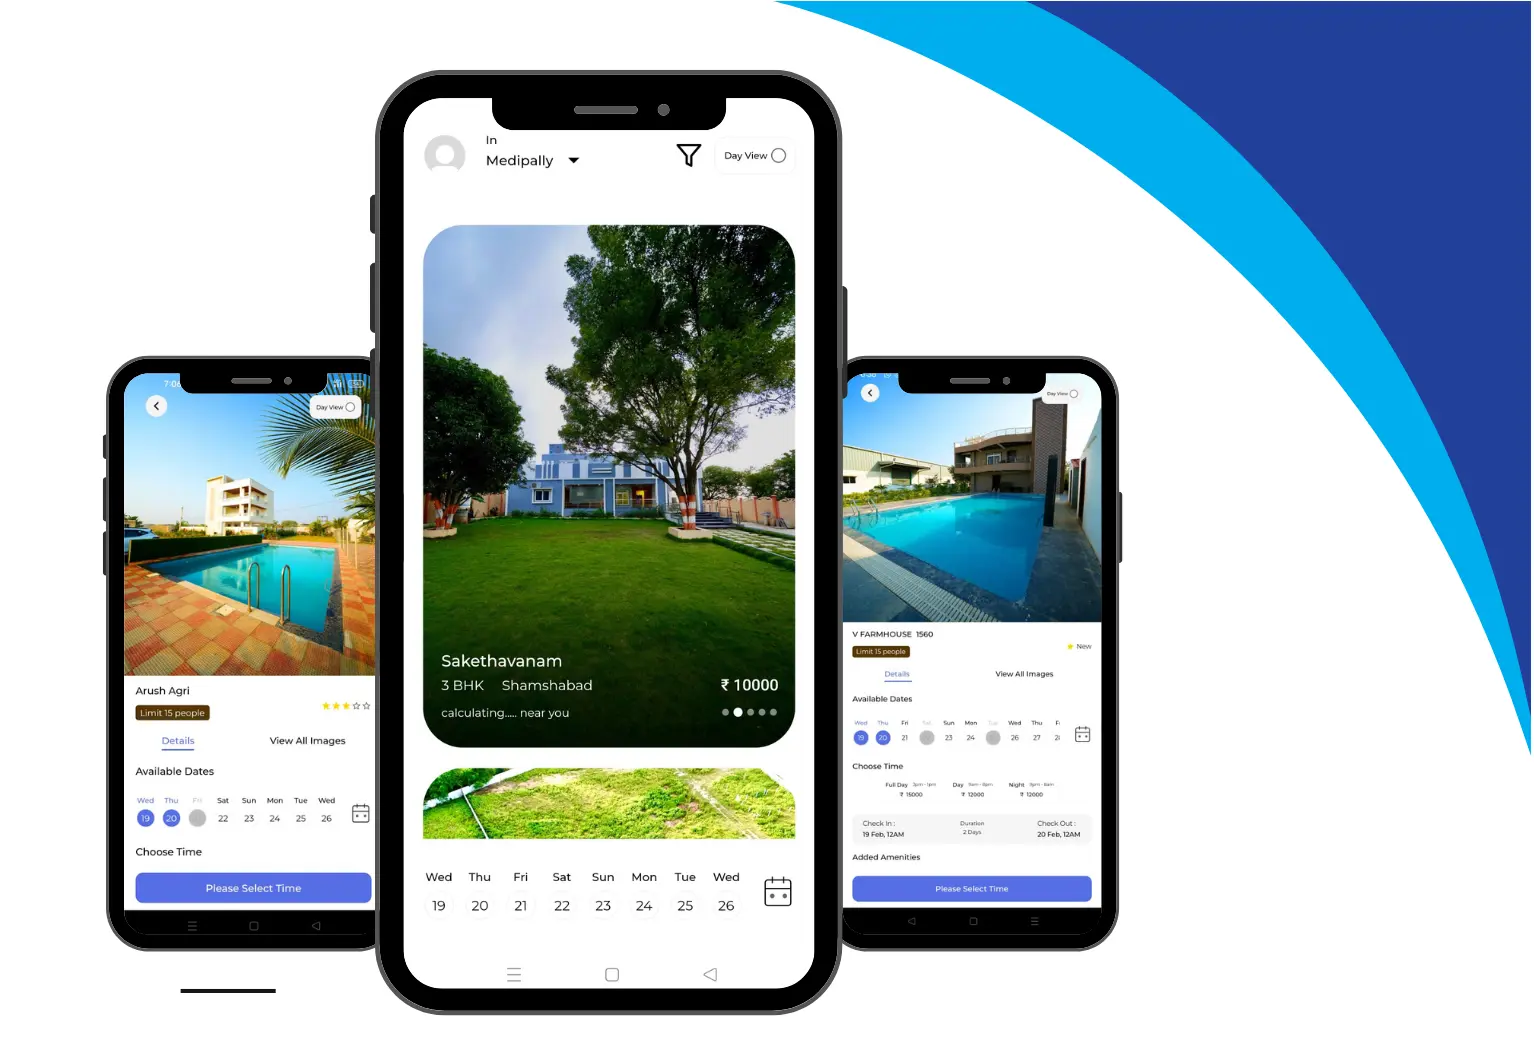 7:06
Day View
Arush Agri
Limit 15 people
Details
View All Images
Available Dates
Wed Thu Fri Sat Sun Mon Tue Wed
19 20 22 23 24 25 26
Choose Time
Please Select Time
In
Medipally
Day View
Sakethavanam
3 BHK Shamshabad
₹ 10000
calculating..... near you
Wed Thu Fri Sat Sun Mon Tue Wed
19 20 21 22 23 24 25 26
Day View
V FARMHOUSE 1560
Limit 15 people
New
Details
View All Images
Available Dates
Wed Thu Fri Sat Sun Mon Tue Wed Thu
19 20 21 23 24 26 27
Choose Time
Full Day
Day
Night
₹ 15000 ₹ 12000 ₹ 12000
Check In :
Duration
Check Out :
19 Feb, 12AM
2 Days
20 Feb, 12AM
Added Amenities
Please Select Time